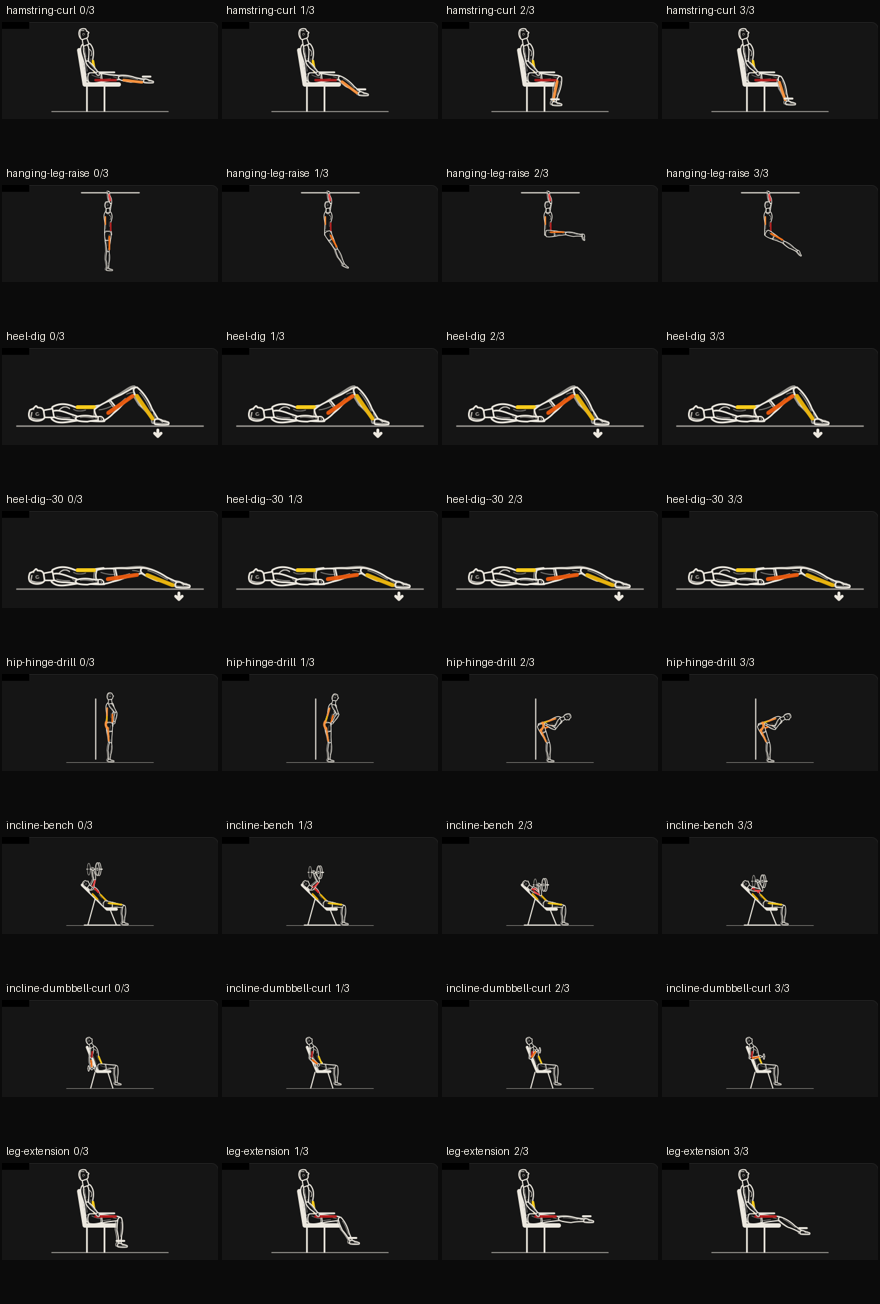 hamstring-curl 0/3
hamstring-curl 1/3
hamstring-curl 2/3
hamstring-curl 3/3
hanging-leg-raise 0/3
hanging-leg-raise 1/3
hanging-leg-raise 2/3
hanging-leg-raise 3/3
heel-dig 0/3
heel-dig 1/3
heel-dig 2/3
heel-dig 3/3
heel-dig--30 0/3
heel-dig--30 1/3
heel-dig--30 2/3
heel-dig--30 3/3
hip-hinge-drill 0/3
hip-hinge-drill 1/3
hip-hinge-drill 2/3
hip-hinge-drill 3/3
incline-bench 0/3
incline-bench 1/3
incline-bench 2/3
incline-bench 3/3
incline-dumbbell-curl 0/3
incline-dumbbell-curl 1/3
incline-dumbbell-curl 2/3
incline-dumbbell-curl 3/3
leg-extension 0/3
leg-extension 1/3
leg-extension 2/3
leg-extension 3/3